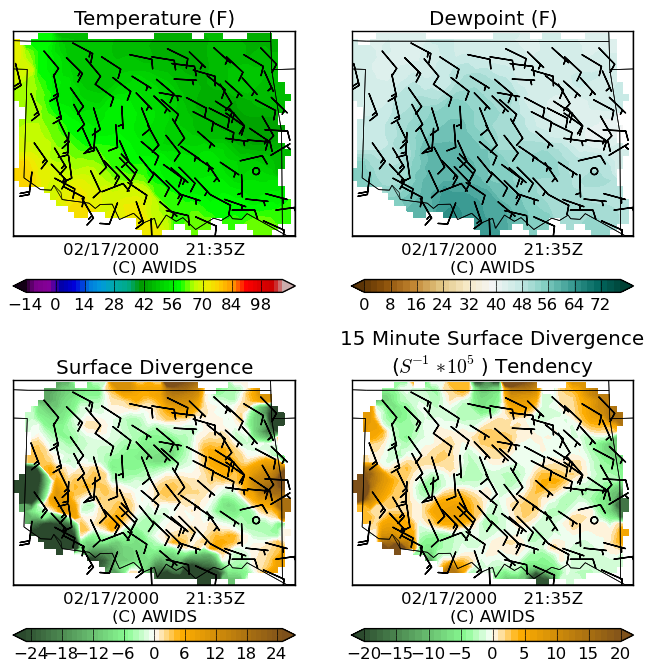 Temperature (F)
Dewpoint (F)
02/17/2000 21:35Z
(C) AWIDS
02/17/2000 21:35Z
(C) AWIDS
−14 0 14 28 42 56 70 84 98
0 8 16 24 32 40 48 56 64 72
15 Minute Surface Divergence
Surface Divergence
(S⁻¹ *10⁵ ) Tendency
02/17/2000 21:35Z
(C) AWIDS
02/17/2000 21:35Z
(C) AWIDS
−24 −18 −12 −6 0 6 12 18 24
−20 −15 −10 −5 0 5 10 15 20